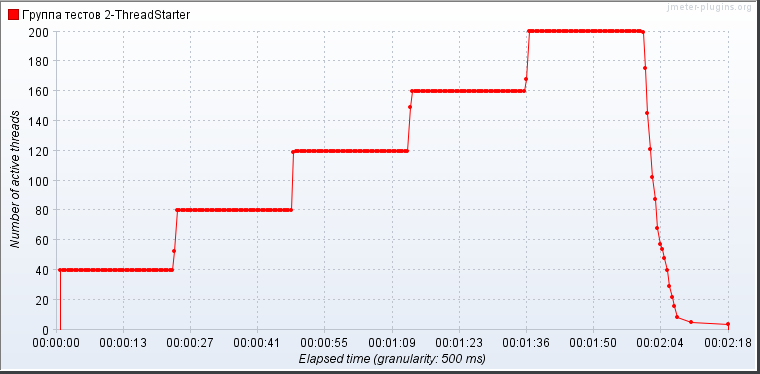 jmeter-plugins.org
Группа тестов 2-ThreadStarter
Number of active threads
200
180
160
140
120
100
80
60
40
20
0
00:00:00 00:00:13 00:00:27 00:00:41 00:00:55 00:01:09 00:01:23 00:01:36 00:01:50 00:02:04 00:02:18
Elapsed time (granularity: 500 ms)